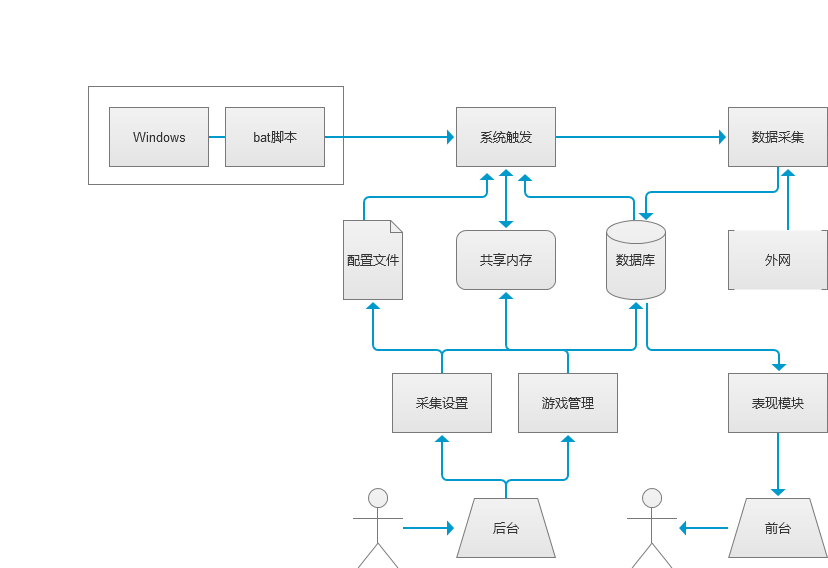 Windows
bat脚本
系统触发
数据采集
配置文件
共享内存
数据库
外网
采集设置
游戏管理
表现模块
后台
前台